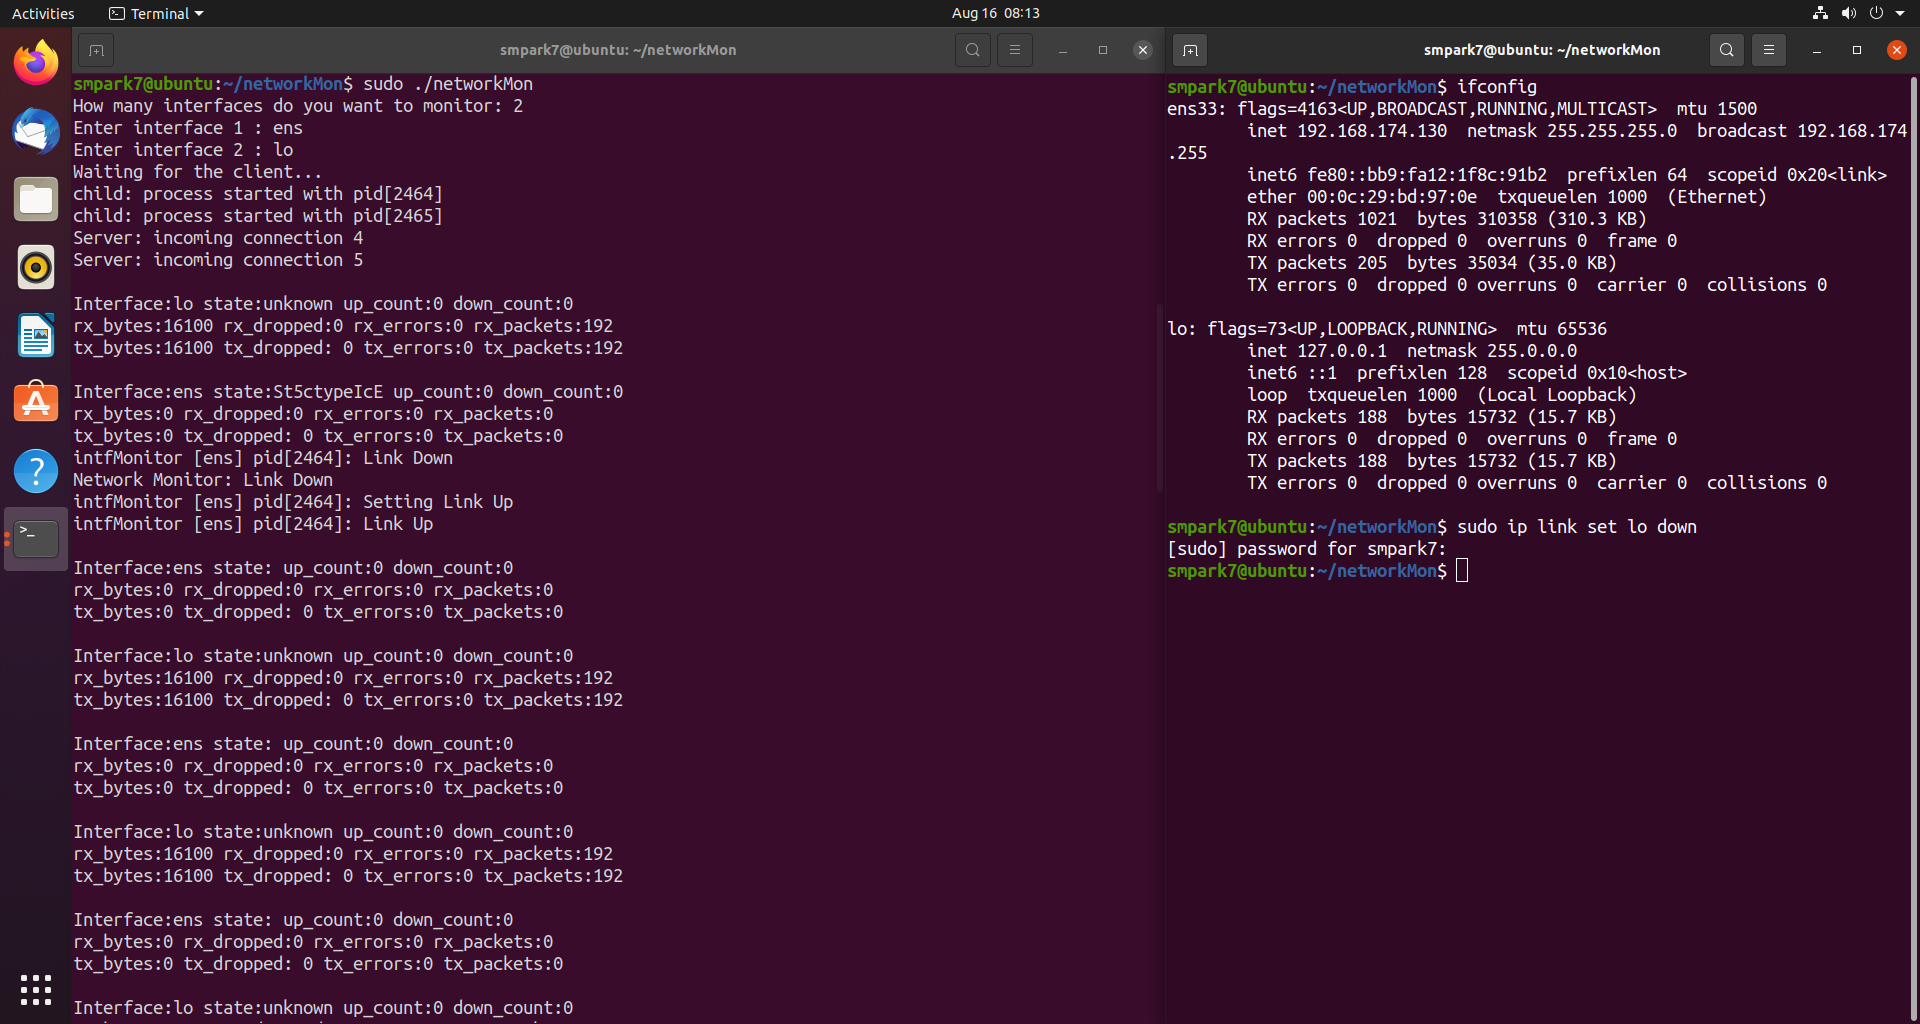 Activities
Terminal
Aug 16 08:13
smpark7@ubuntu: ~/networkMon
smpark7@ubuntu:~/networkMon$ sudo ./networkMon
How many interfaces do you want to monitor: 2
Enter interface 1 : ens
Enter interface 2 : lo
Waiting for the client...
child: process started with pid[2464]
child: process started with pid[2465]
Server: incoming connection 4
Server: incoming connection 5
Interface:lo state:unknown up_count:0 down_count:0
rx_bytes:16100 rx_dropped:0 rx_errors:0 rx_packets:192
tx_bytes:16100 tx_dropped: 0 tx_errors:0 tx_packets:192
Interface:ens state:St5ctypeIcE up_count:0 down_count:0
rx_bytes:0 rx_dropped:0 rx_errors:0 rx_packets:0
tx_bytes:0 tx_dropped: 0 tx_errors:0 tx_packets:0
intfMonitor [ens] pid[2464]: Link Down
Network Monitor: Link Down
intfMonitor [ens] pid[2464]: Setting Link Up
intfMonitor [ens] pid[2464]: Link Up
Interface:ens state: up_count:0 down_count:0
rx_bytes:0 rx_dropped:0 rx_errors:0 rx_packets:0
tx_bytes:0 tx_dropped: 0 tx_errors:0 tx_packets:0
Interface:lo state:unknown up_count:0 down_count:0
rx_bytes:16100 rx_dropped:0 rx_errors:0 rx_packets:192
tx_bytes:16100 tx_dropped: 0 tx_errors:0 tx_packets:192
Interface:ens state: up_count:0 down_count:0
rx_bytes:0 rx_dropped:0 rx_errors:0 rx_packets:0
tx_bytes:0 tx_dropped: 0 tx_errors:0 tx_packets:0
Interface:lo state:unknown up_count:0 down_count:0
rx_bytes:16100 rx_dropped:0 rx_errors:0 rx_packets:192
tx_bytes:16100 tx_dropped: 0 tx_errors:0 tx_packets:192
Interface:ens state: up_count:0 down_count:0
rx_bytes:0 rx_dropped:0 rx_errors:0 rx_packets:0
tx_bytes:0 tx_dropped: 0 tx_errors:0 tx_packets:0
Interface:lo state:unknown up_count:0 down_count:0
smpark7@ubuntu: ~/networkMon
smpark7@ubuntu:~/networkMon$ ifconfig
ens33: flags=4163<UP,BROADCAST,RUNNING,MULTICAST>  mtu 1500
inet 192.168.174.130  netmask 255.255.255.0  broadcast 192.168.174
.255
inet6 fe80::bb9:fa12:1f8c:91b2  prefixlen 64  scopeid 0x20<link>
ether 00:0c:29:bd:97:0e  txqueuelen 1000  (Ethernet)
RX packets 1021  bytes 310358 (310.3 KB)
RX errors 0  dropped 0  overruns 0  frame 0
TX packets 205  bytes 35034 (35.0 KB)
TX errors 0  dropped 0 overruns 0  carrier 0  collisions 0
lo: flags=73<UP,LOOPBACK,RUNNING>  mtu 65536
inet 127.0.0.1  netmask 255.0.0.0
inet6 ::1  prefixlen 128  scopeid 0x10<host>
loop  txqueuelen 1000  (Local Loopback)
RX packets 188  bytes 15732 (15.7 KB)
RX errors 0  dropped 0  overruns 0  frame 0
TX packets 188  bytes 15732 (15.7 KB)
TX errors 0  dropped 0 overruns 0  carrier 0  collisions 0
smpark7@ubuntu:~/networkMon$ sudo ip link set lo down
[sudo] password for smpark7:
smpark7@ubuntu:~/networkMon$